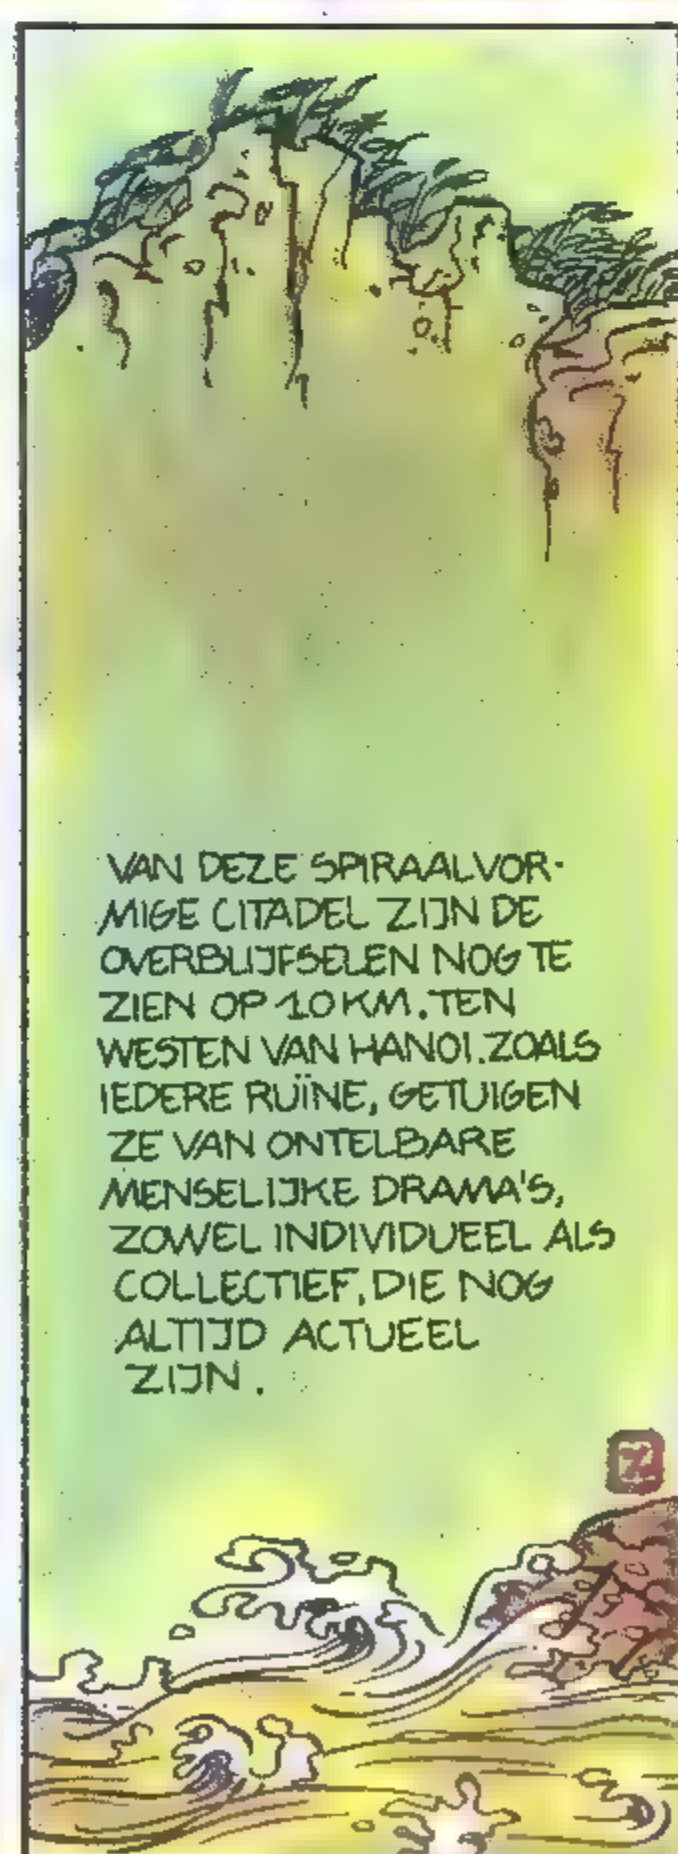 VAN DEZE SPIRAALVOR-
MIGE CITADEL ZIJN DE
OVERBLIJFSELEN NOG TE
ZIEN OP 10 KM. TEN
WESTEN VAN HANOI. ZOALS
IEDERE RUÏNE, GETUIGEN
ZE VAN ONTELBARE
MENSELIJKE DRAMA'S,
ZOWEL INDIVIDUEEL ALS
COLLECTIEF, DIE NOG
ALTIJD ACTUEEL
ZIJN.
Z